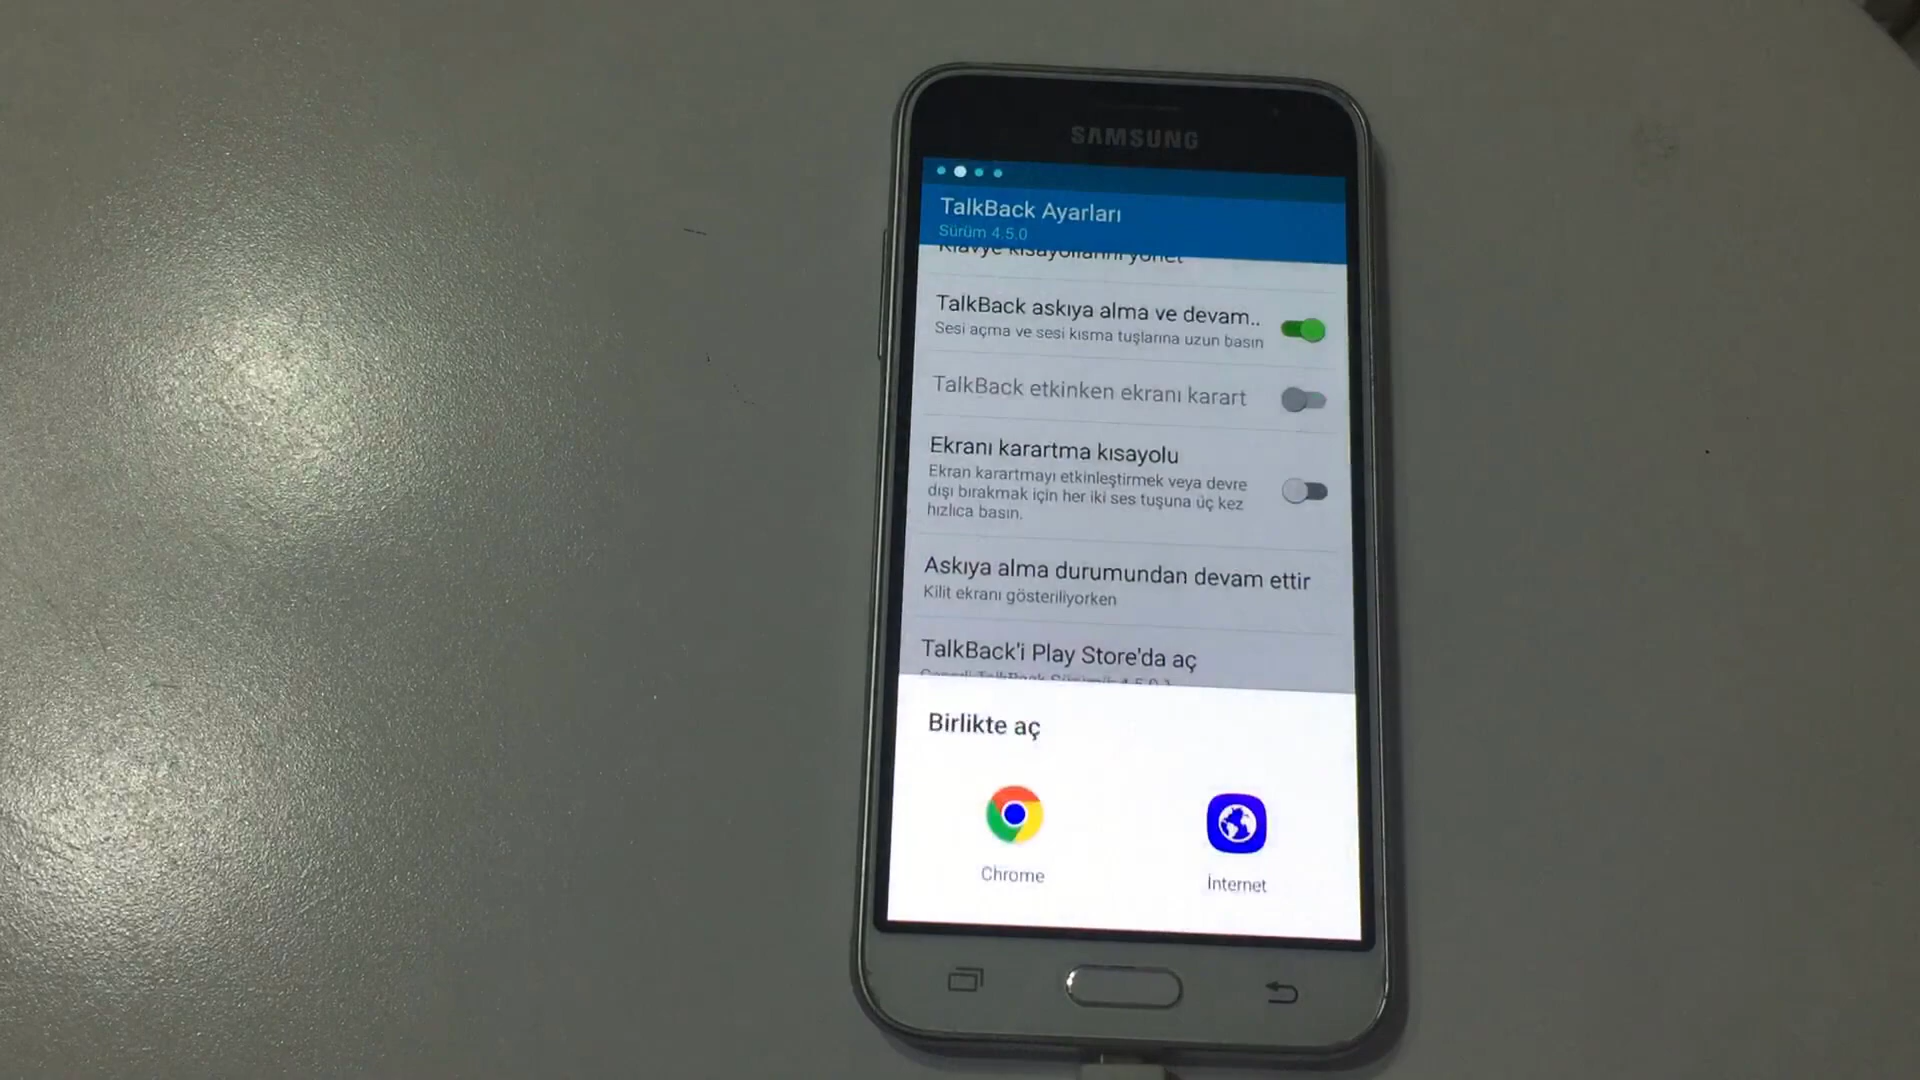 SAMSUNG
TalkBack Ayarları
Sürüm 4.5.0
Klavye kısayollarını yönet
TalkBack askıya alma ve devam..
Sesi açma ve sesi kısma tuşlarına uzun basın
TalkBack etkinken ekranı karart
Ekranı karartma kısayolu
Ekran karartmayı etkinleştirmek veya devre
dışı bırakmak için her iki ses tuşuna üç kez
hızlıca basın.
Askıya alma durumundan devam ettir
Kilit ekranı gösteriliyorken
TalkBack'i Play Store'da aç
Birlikte aç
Chrome
İnternet